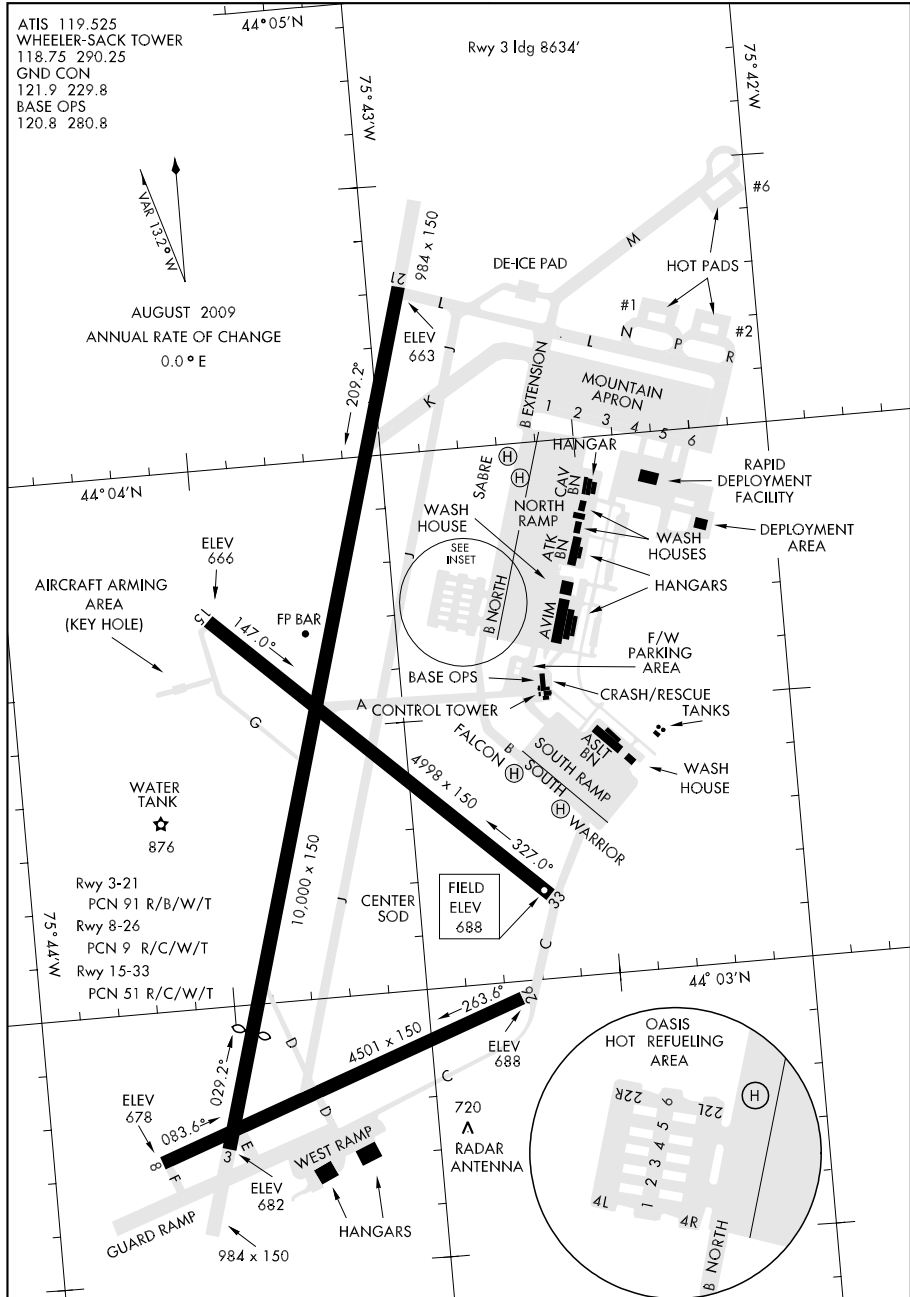 ATIS 119.525
WHEELER-SACK TOWER
118.75 290.25
GND CON
121.9 229.8
BASE OPS
120.8 280.8
44°05'N
Rwy 3 ldg 8634'
75°43'W
75°42'W
VAR 13.2° W
AUGUST 2009
ANNUAL RATE OF CHANGE
0.0° E
984 x 150
21
ELEV
663
209.2°
DE-ICE PAD
M
#6
HOT PADS
#1
#2
L
L
N
P
R
J
K
B EXTENSION
MOUNTAIN
APRON
1
2
3
4
5
6
44°04'N
HANGAR
SABRE
H
H
CAV
BN
NORTH
RAMP
RAPID
DEPLOYMENT
FACILITY
WASH
HOUSE
ATK
BN
WASH
HOUSES
DEPLOYMENT
AREA
ELEV
666
SEE
INSET
J
HANGARS
AIRCRAFT ARMING
AREA
(KEY HOLE)
15
147.0°
FP BAR
B NORTH
AVIM
F/W
PARKING
AREA
BASE OPS
CRASH/RESCUE
TANKS
CONTROL TOWER
A
G
4998 x 150
FALCON
H
B
SOUTH
SOUTH RAMP
ASLT
BN
WASH
HOUSE
H
WARRIOR
WATER
TANK
876
10,000 x 150
327.0°
33
Rwy 3-21
PCN 91 R/B/W/T
Rwy 8-26
PCN 9 R/C/W/T
Rwy 15-33
PCN 51 R/C/W/T
75°44'W
J
CENTER
SOD
FIELD
ELEV
688
C
44°03'N
263.6°
26
4501 x 150
ELEV
688
D
029.2°
C
ELEV
678
083.6°
8
F
3
E
D
WEST RAMP
720
RADAR
ANTENNA
ELEV
682
HANGARS
GUARD RAMP
984 x 150
OASIS
HOT REFUELING
AREA
H
22R
22L
6
5
4
3
2
1
4L
4R
B NORTH